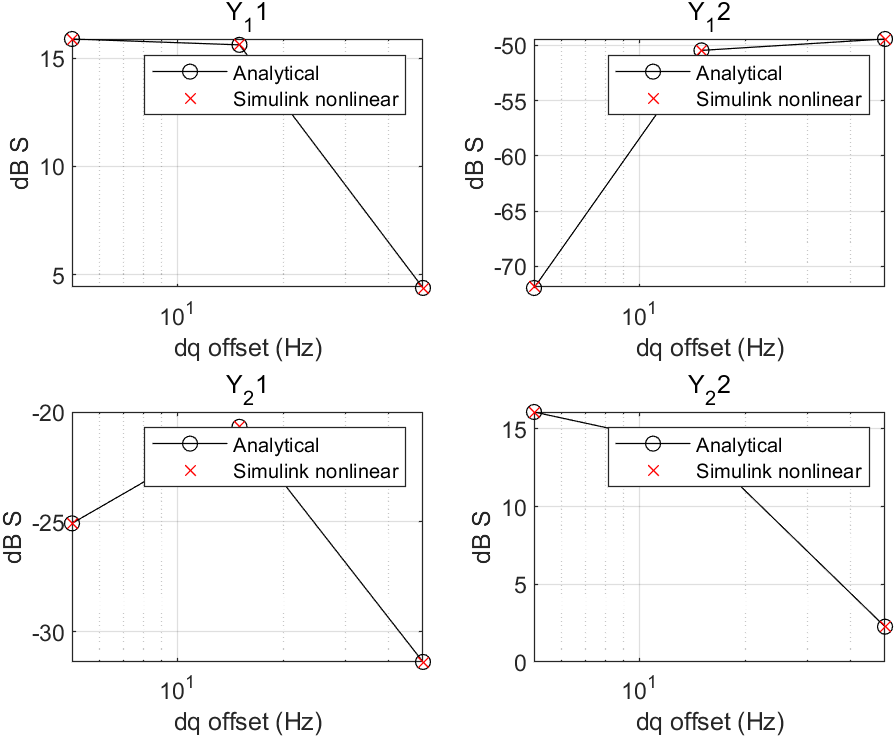 Y₁1
15
10
5
dB S
10¹
dq offset (Hz)
Analytical
Simulink nonlinear
Y₁2
-50
-55
-60
-65
-70
dB S
10¹
dq offset (Hz)
Analytical
Simulink nonlinear
Y₂1
-20
-25
-30
dB S
10¹
dq offset (Hz)
Analytical
Simulink nonlinear
Y₂2
15
10
5
0
dB S
10¹
dq offset (Hz)
Analytical
Simulink nonlinear